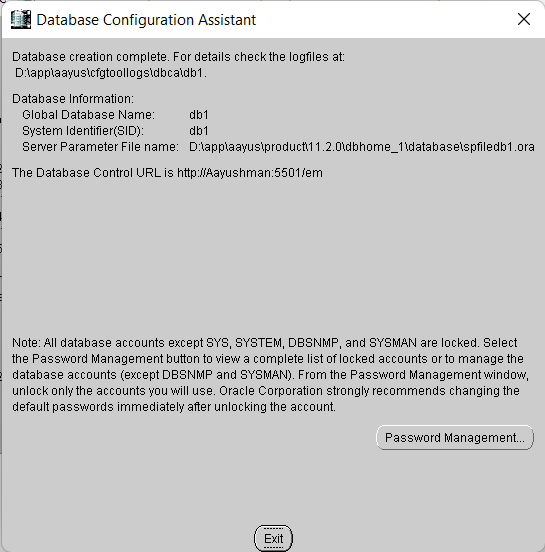 Database Configuration Assistant
Database creation complete. For details check the logfiles at:
D:\app\aayus\cfgtoollogs\dbca\db1.
Database Information:
Global Database Name: db1
System Identifier(SID): db1
Server Parameter File name: D:\app\aayus\product\11.2.0\dbhome_1\database\spfiledb1.ora
The Database Control URL is http://Aayushman:5501/em
Note: All database accounts except SYS, SYSTEM, DBSNMP, and SYSMAN are locked. Select
the Password Management button to view a complete list of locked accounts or to manage the
database accounts (except DBSNMP and SYSMAN). From the Password Management window,
unlock only the accounts you will use. Oracle Corporation strongly recommends changing the
default passwords immediately after unlocking the account.
Password Management...
Exit